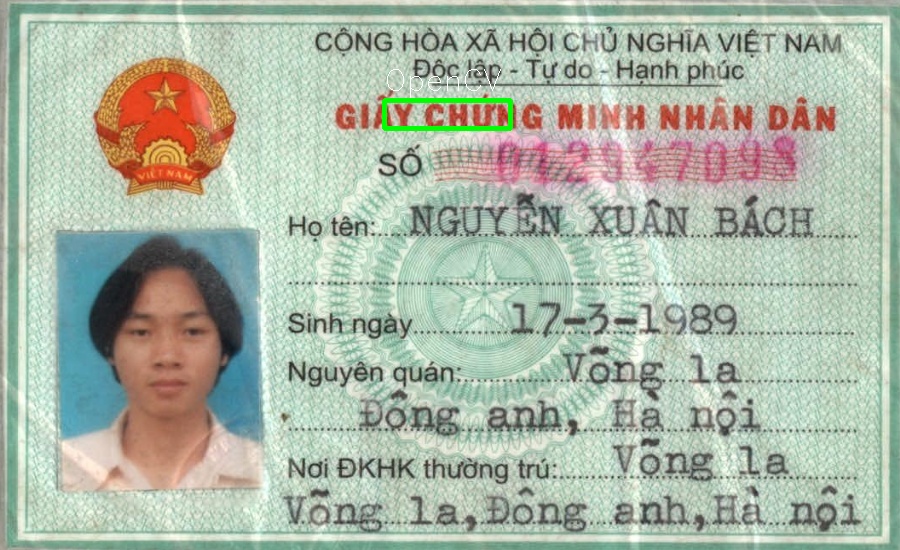 CỘNG HÒA XÃ HỘI CHỦ NGHĨA VIỆT NAM
Độc lập - Tự do - Hạnh phúc
OpenCV
GIẤY CHỨNG MINH NHÂN DÂN
SỐ
VIỆT NAM
Họ tên: NGUYỄN XUÂN BÁCH
Sinh ngày 17-3-1989
Nguyên quán: Võng la
Đông anh, Hà nội
Nơi ĐKHK thường trú: Võng la
Võng la, Đông anh, Hà nội